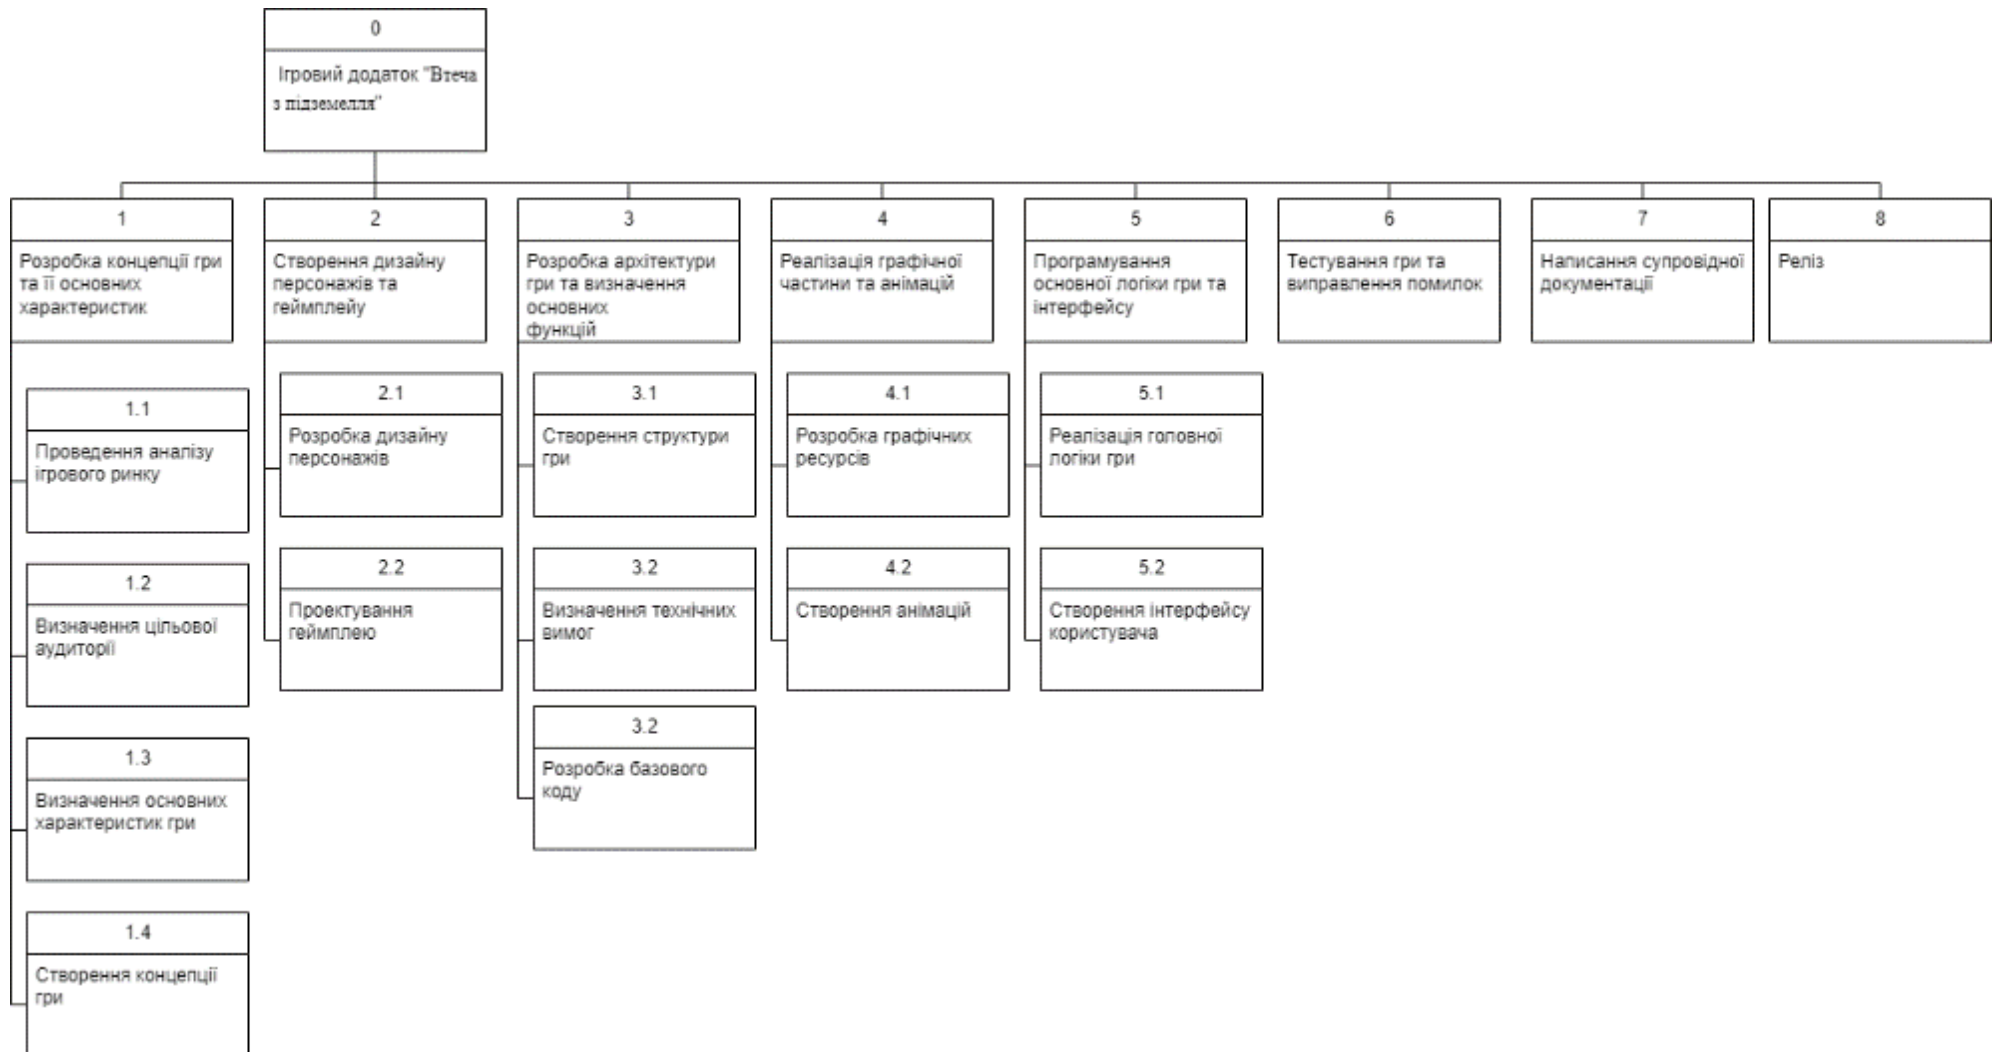 0
Ігровий додаток "Втеча
з підземелля"
1
Розробка концепції гри
та її основних
характеристик
2
Створення дизайну
персонажів та
геймплейу
3
Розробка архітектури
гри та визначення
основних
функцій
4
Реалізація графічної
частини та анімацій
5
Програмування
основної логіки гри та
інтерфейсу
6
Тестування гри та
виправлення помилок
7
Написання супровідної
документації
8
Реліз
1.1
Проведення аналізу
ігрового ринку
1.2
Визначення цільової
аудиторії
1.3
Визначення основних
характеристик гри
1.4
Створення концепції
гри
2.1
Розробка дизайну
персонажів
2.2
Проектування
геймплею
3.1
Створення структури
гри
3.2
Визначення технічних
вимог
3.2
Розробка базового
коду
4.1
Розробка графічних
ресурсів
4.2
Створення анімацій
5.1
Реалізація головної
логіки гри
5.2
Створення інтерфейсу
користувача